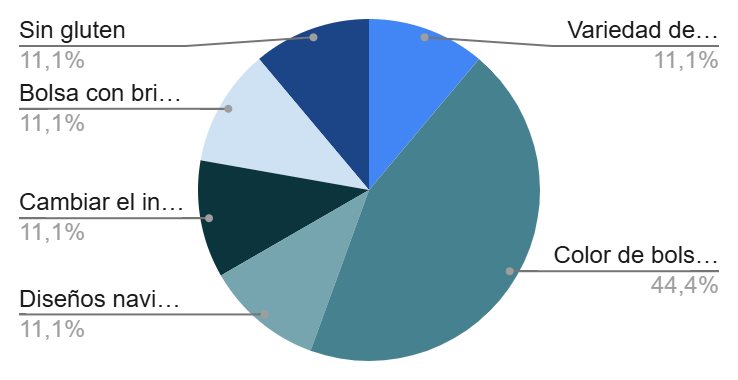 Sin gluten
11,1%
Bolsa con bri…
11,1%
Cambiar el in…
11,1%
Diseños navi…
11,1%
Variedad de…
11,1%
Color de bols…
44,4%